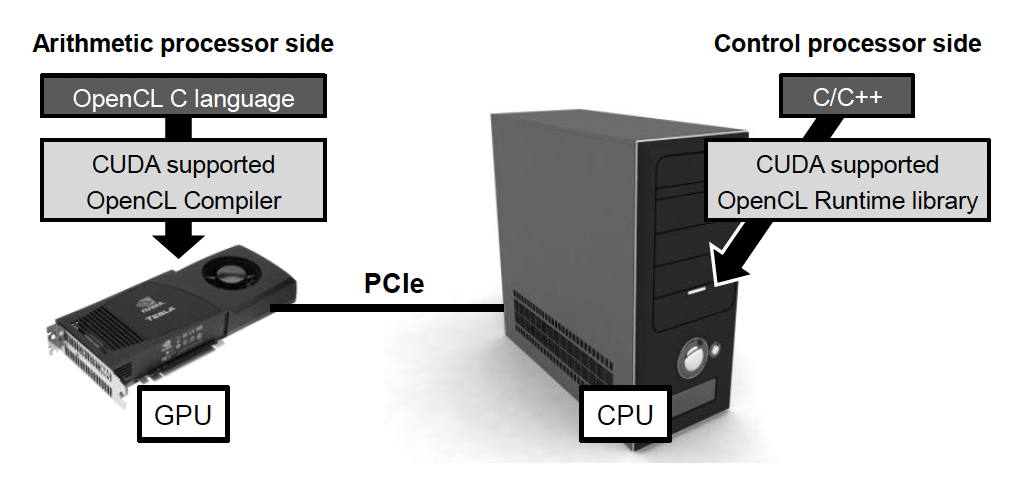 Arithmetic processor side
Control processor side
OpenCL C language
C/C++
CUDA supported
OpenCL Compiler
CUDA supported
OpenCL Runtime library
PCIe
NVIDIA
TESLA
GPU
CPU